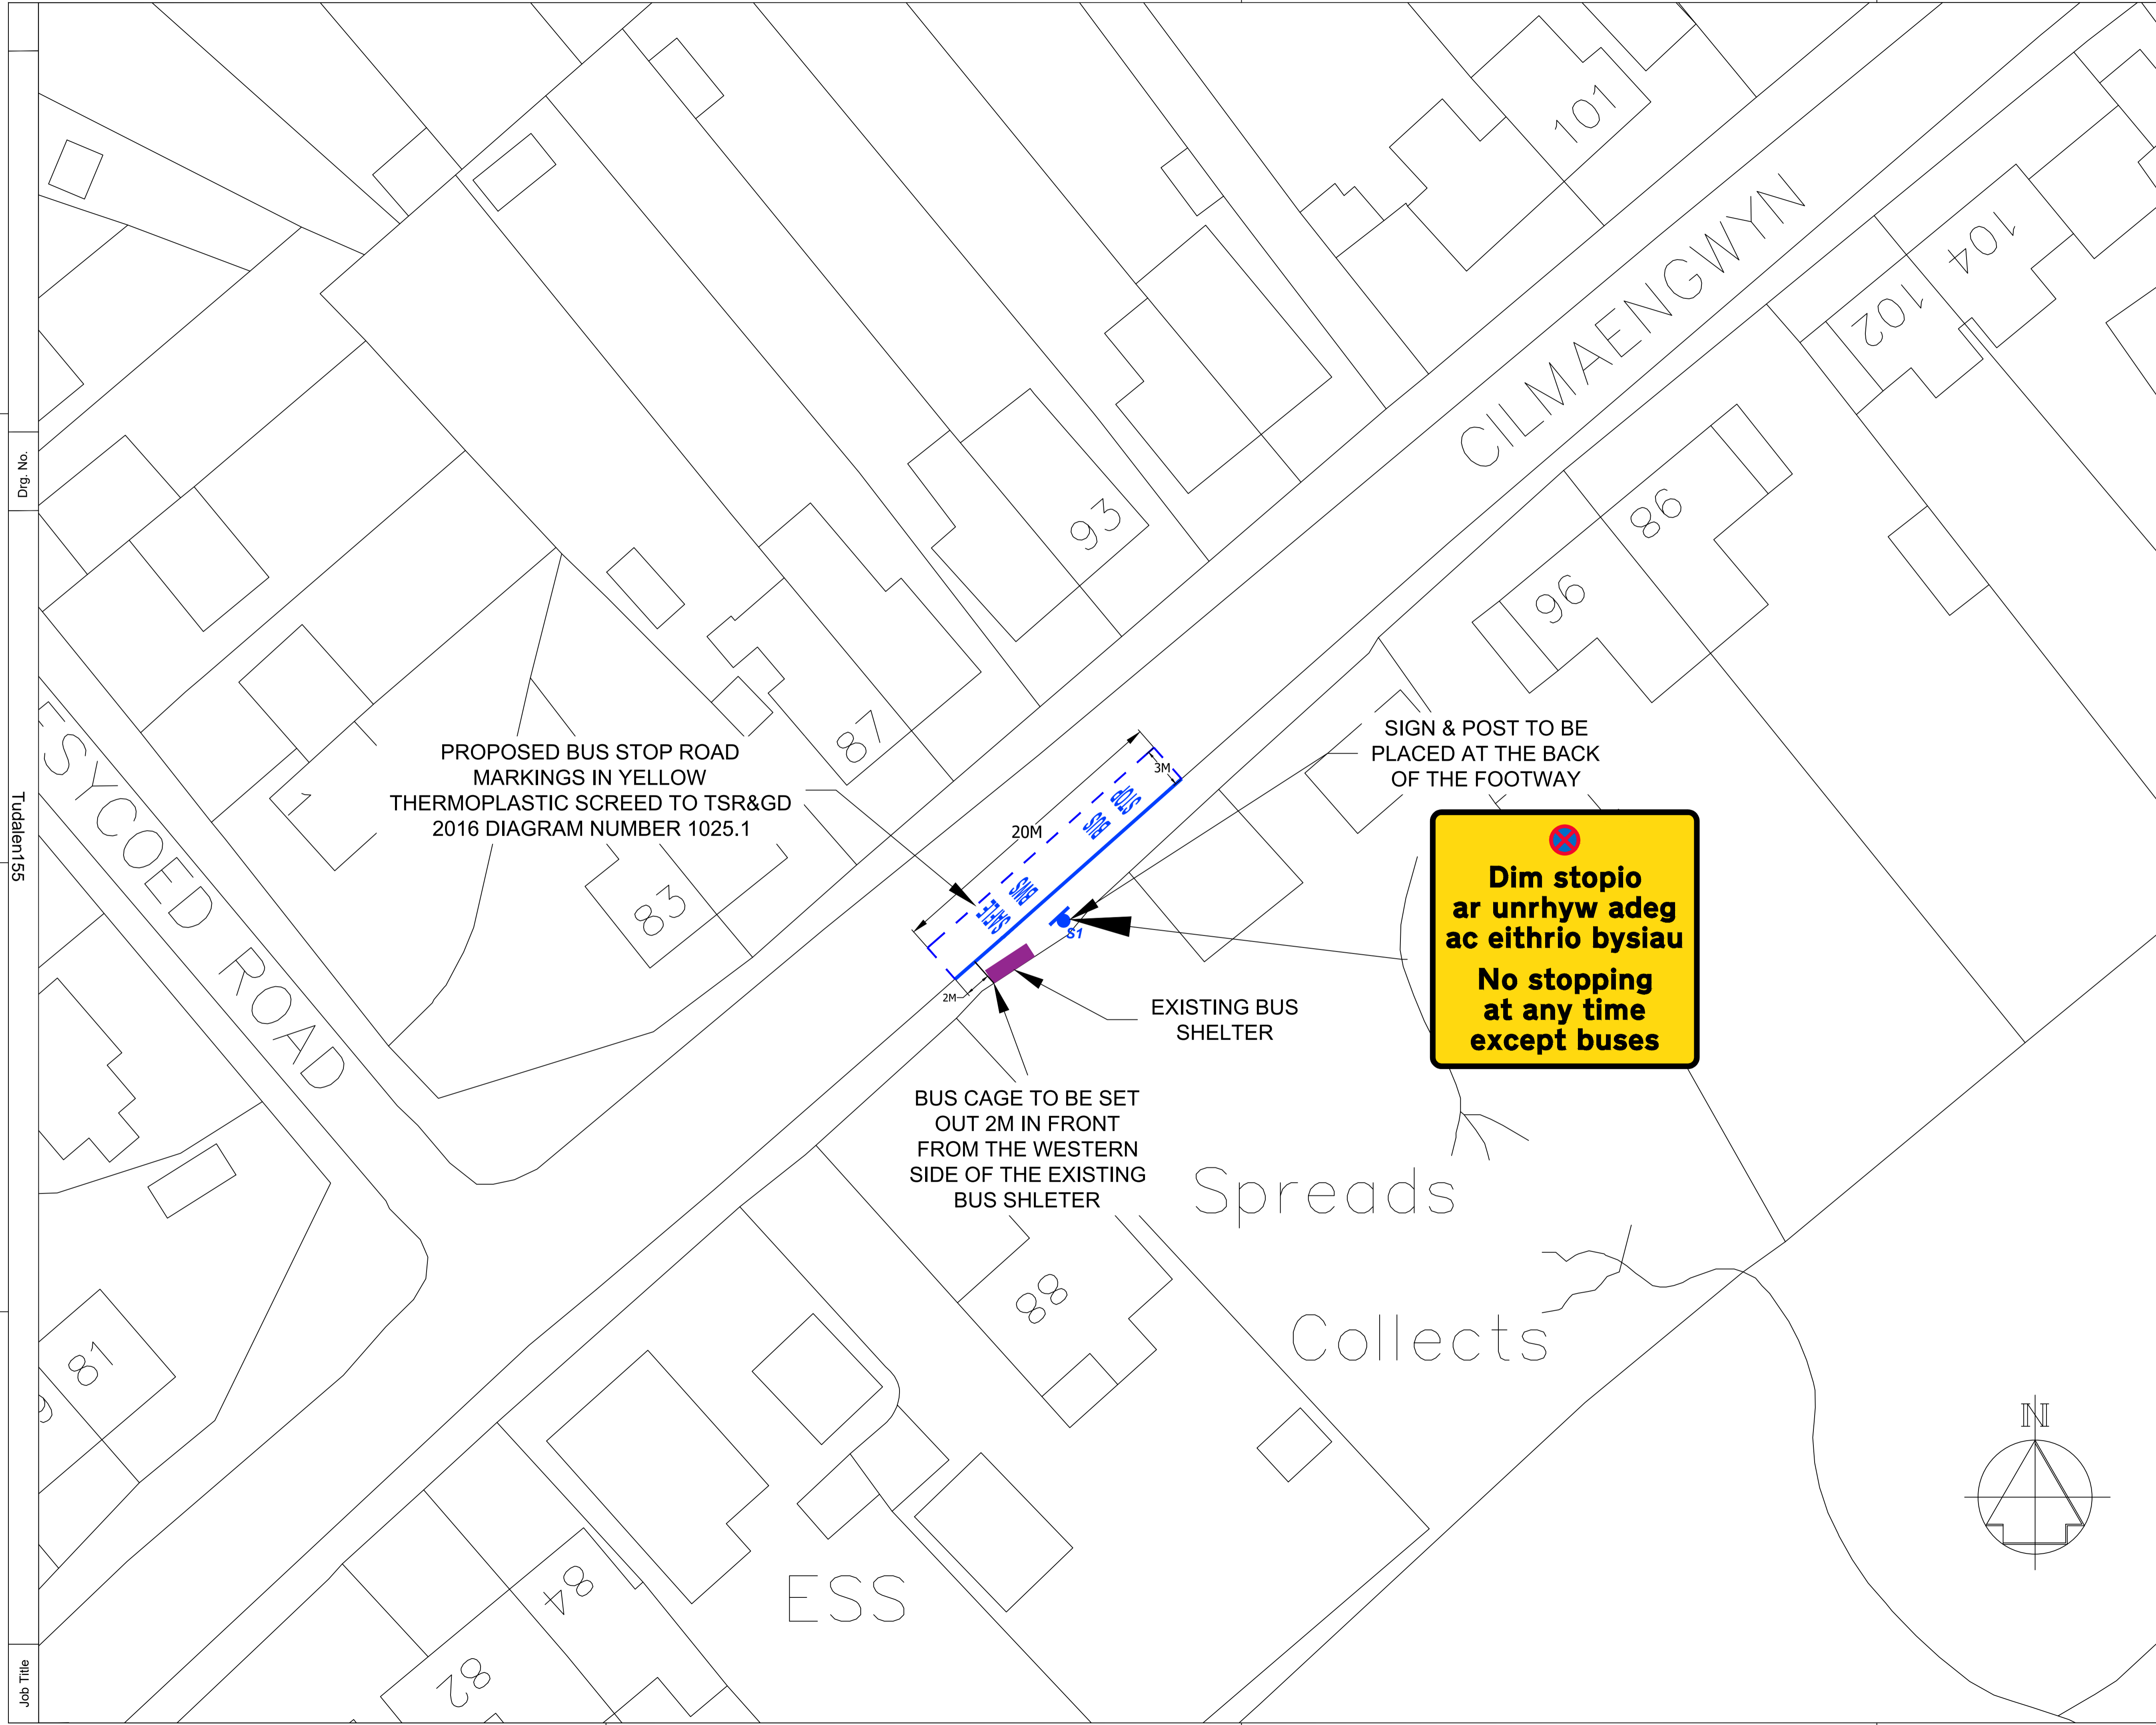 101
CILMAENGWYN
104
102
93
98
96
87
Drg. No.
Tudalen155
Job Title
ESYCOED ROAD
PROPOSED BUS STOP ROAD
MARKINGS IN YELLOW
THERMOPLASTIC SCREED TO TSR&GD
2016 DIAGRAM NUMBER 1025.1
1
83
20M
3M
BUS
STOP
SAFLE
BWS
S1
2M
SIGN & POST TO BE
PLACED AT THE BACK
OF THE FOOTWAY
Dim stopio
ar unrhyw adeg
ac eithrio bysiau
No stopping
at any time
except buses
EXISTING BUS
SHELTER
BUS CAGE TO BE SET
OUT 2M IN FRONT
FROM THE WESTERN
SIDE OF THE EXISTING
BUS SHLETER
Spreads
Collects
88
81
84
82
ESS
N